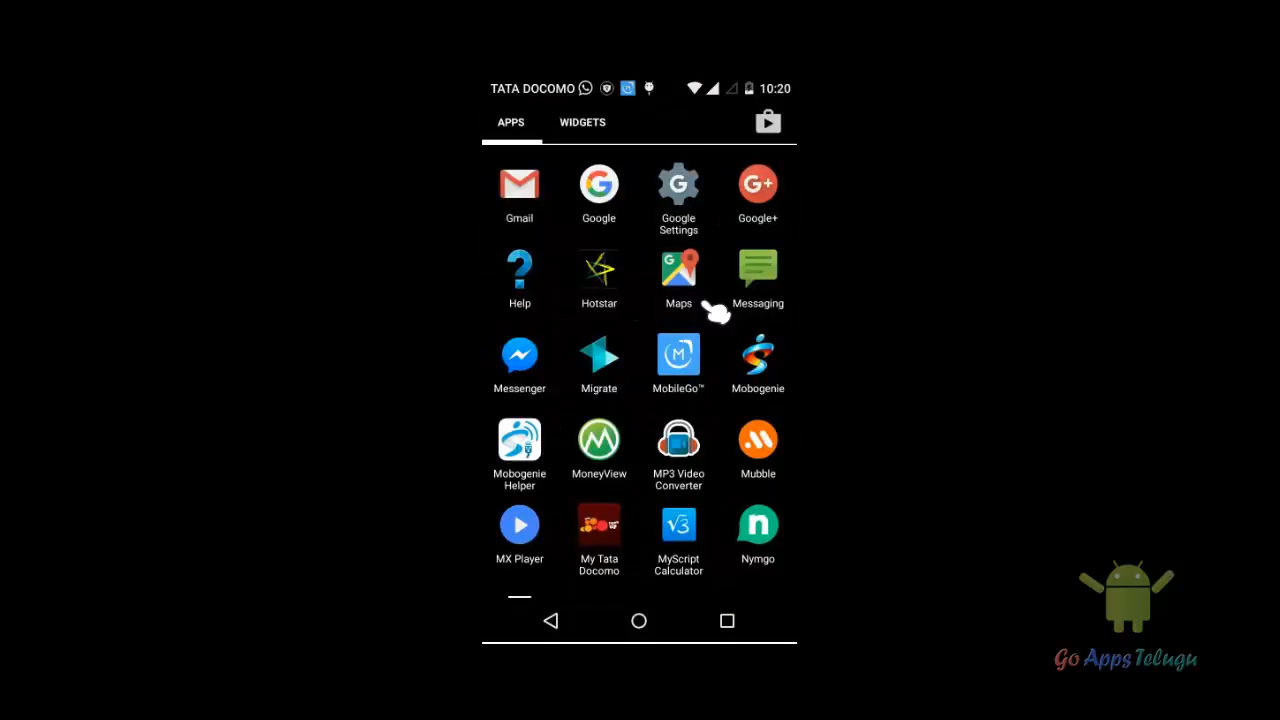 TATA DOCOMO 10:20
APPS WIDGETS
Gmail Google Google Settings Google+
Help Hotstar Maps Messaging
Messenger Migrate MobileGo™ Mobogenie
Mobogenie Helper MoneyView MP3 Video Converter Mubble
MX Player My Tata Docomo MyScript Calculator Nymgo
Go Apps Telugu